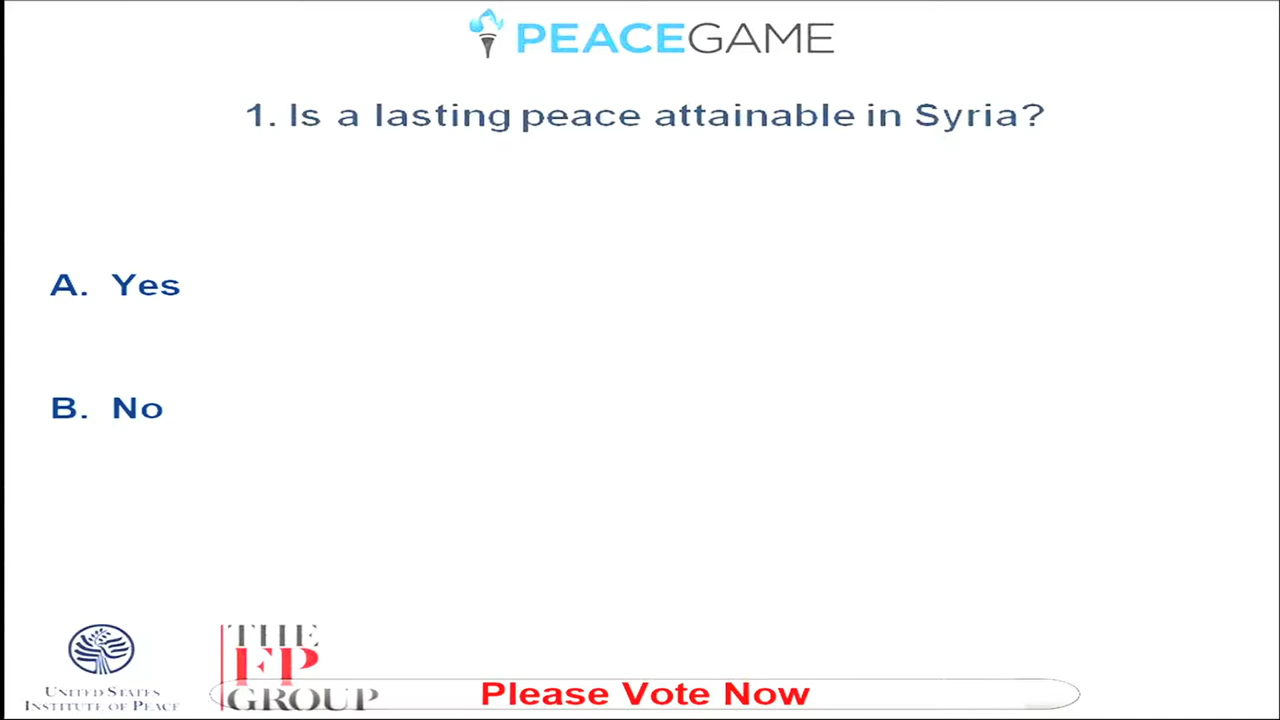 PEACEGAME
1. Is a lasting peace attainable in Syria?
A. Yes
B. No
THE
FP
GROUP
UNITED STATES
INSTITUTE OF PEACE
Please Vote Now